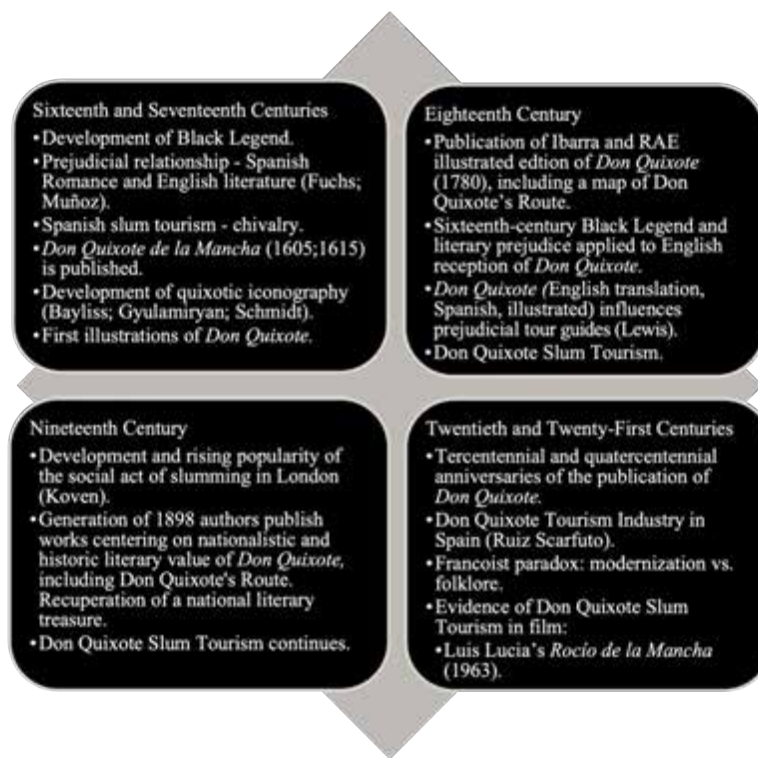 Sixteenth and Seventeenth Centuries
•Development of Black Legend.
•Prejudicial relationship - Spanish
Romance and English literature (Fuchs;
Muñoz).
•Spanish slum tourism - chivalry.
•Don Quixote de la Mancha (1605;1615)
is published.
•Development of quixotic iconography
(Bayliss; Gyulamiryan; Schmidt).
•First illustrations of Don Quixote.
Eighteenth Century
•Publication of Ibarra and RAE
illustrated edtion of Don Quixote
(1780), including a map of Don
Quixote's Route.
•Sixteenth-century Black Legend and
literary prejudice applied to English
reception of Don Quixote.
•Don Quixote (English translation,
Spanish, illustrated) influences
prejudicial tour guides (Lewis).
•Don Quixote Slum Tourism.
Nineteenth Century
•Development and rising popularity of
the social act of slumming in London
(Koven).
•Generation of 1898 authors publish
works centering on nationalistic and
historic literary value of Don Quixote,
including Don Quixote's Route.
Recuperation of a national literary
treasure.
•Don Quixote Slum Tourism continues.
Twentieth and Twenty-First Centuries
•Tercentennial and quatercentennial
anniversaries of the publication of
Don Quixote.
•Don Quixote Tourism Industry in
Spain (Ruiz Scarfuto).
•Francoist paradox: modernization vs.
folklore.
•Evidence of Don Quixote Slum
Tourism in film:
•Luis Lucia's Rocío de la Mancha
(1963).